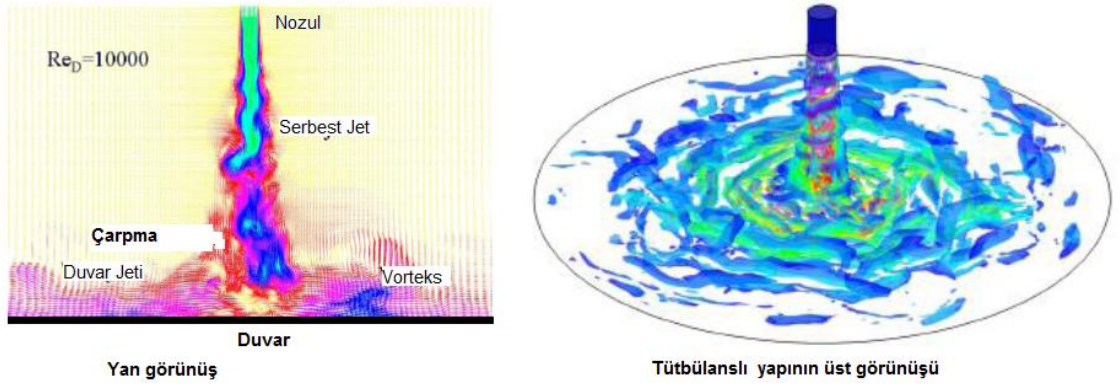 Nozul
Re_D=10000
Serbest Jet
Çarpma
Duvar Jeti
Vorteks
Duvar
Yan görünüş
Tütbülanslı yapının üst görünüşü